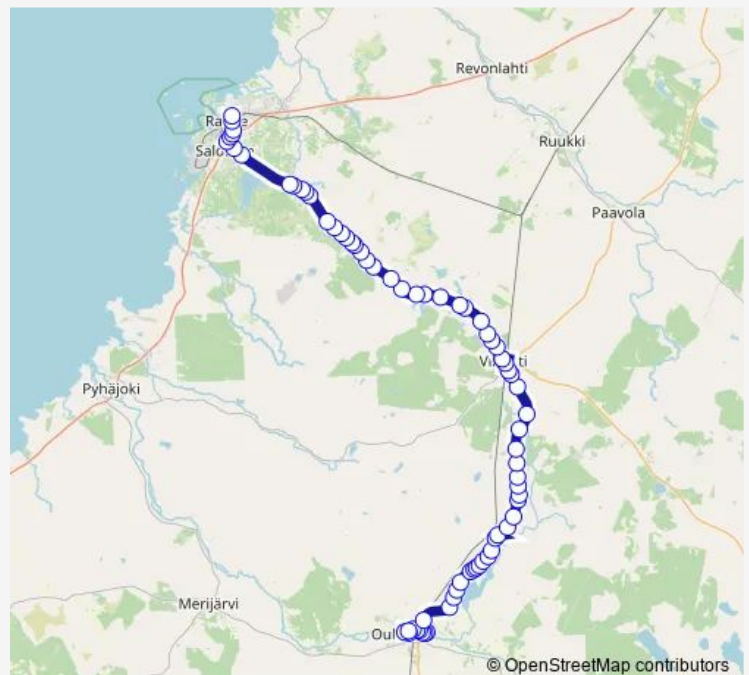 Revonlahti
Ruukki
Paavola
Pyhäjoki
Merijärvi
© OpenStreetMap contributors